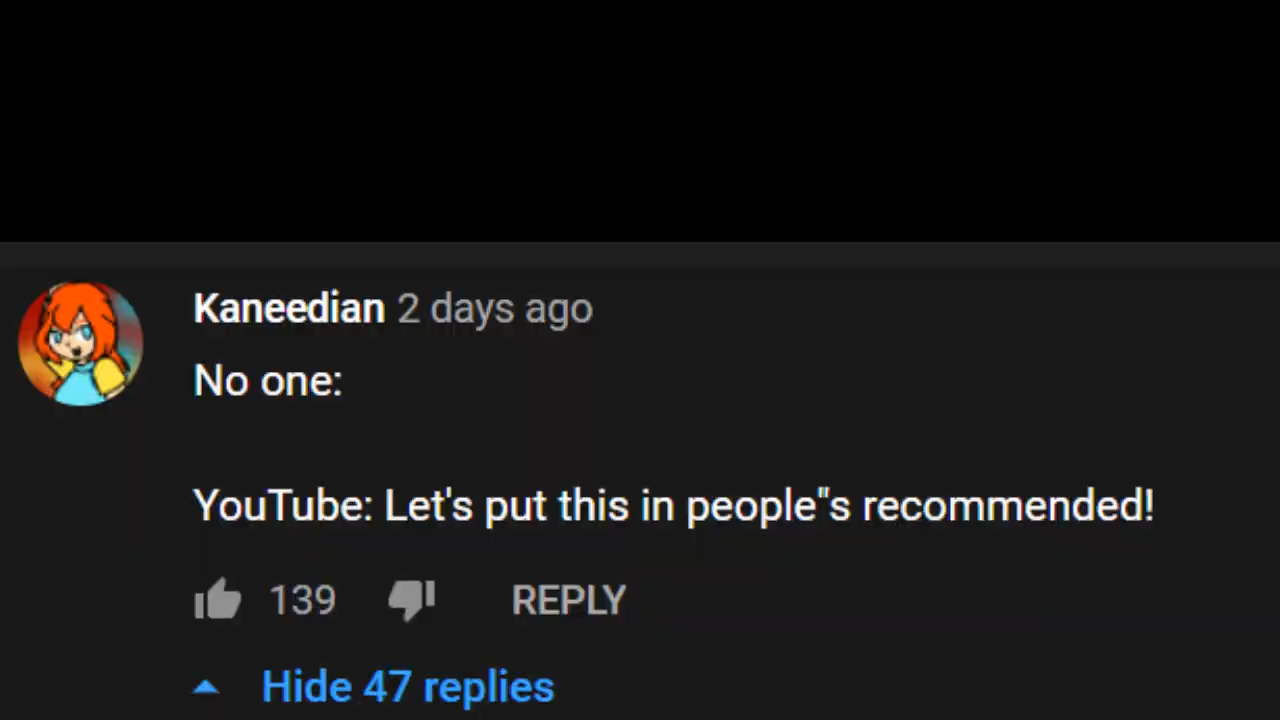 Kaneedian 2 days ago
No one:
YouTube: Let's put this in people"s recommended!
139 REPLY
Hide 47 replies